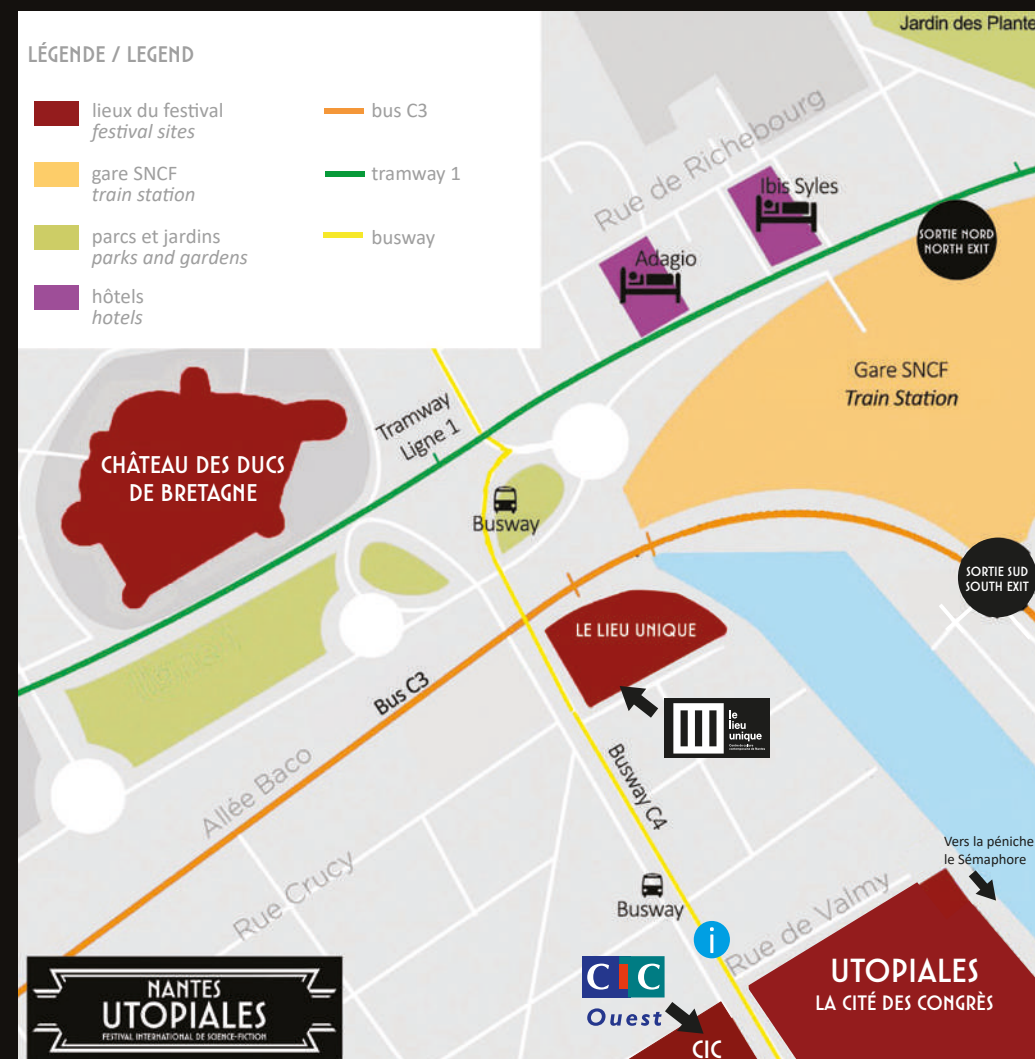 LÉGENDE / LEGEND
lieux du festival
festival sites
gare SNCF
train station
parcs et jardins
parks and gardens
hôtels
hotels
bus C3
tramway 1
busway
Jardin des Plante
Rue de Richebourg
Ibis Syles
Adagio
SORTIE NORD
NORTH EXIT
Gare SNCF
Train Station
Tramway
Ligne 1
CHÂTEAU DES DUCS
DE BRETAGNE
Busway
SORTIE SUD
SOUTH EXIT
LE LIEU UNIQUE
Bus C3
le
lieu
unique
Allée Baco
Busway C4
Rue Crucy
Vers la péniche
le Sémaphore
Busway
i
Rue de Valmy
NANTES
UTOPIALES
FESTIVAL INTERNATIONAL DE SCIENCE-FICTION
CIC
Ouest
UTOPIALES
LA CITÉ DES CONGRÈS
CIC